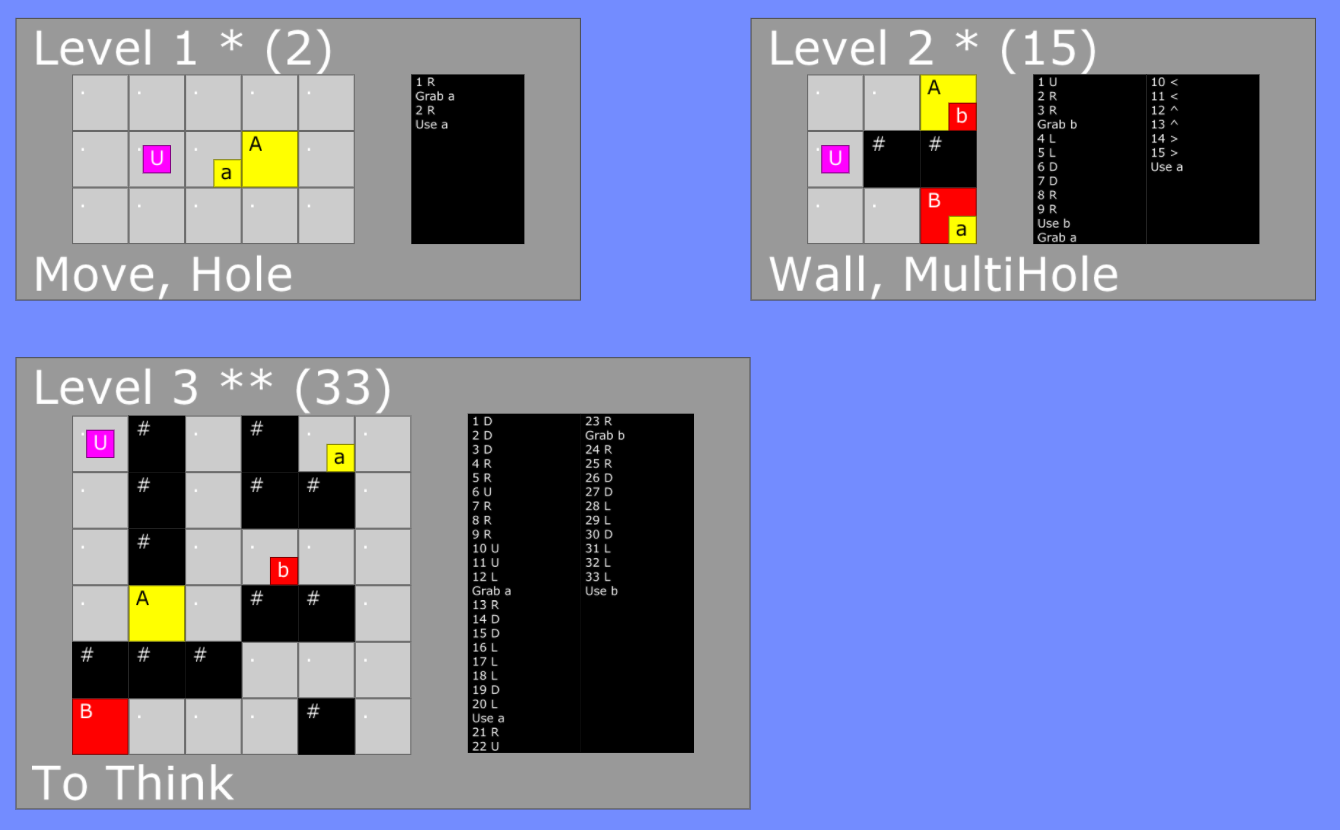 Level 1 * (2)
. . . . .
. . U . a A .
. . . . .
1 R
Grab a
2 R
Use a
Move, Hole
Level 2 * (15)
. . A b
. U # #
. . B a
1 U
2 R
3 R
Grab b
4 L
5 L
6 D
7 D
8 R
9 R
Use b
Grab a
10 <
11 <
12 ^
13 ^
14 >
15 >
Use a
Wall, MultiHole
Level 3 ** (33)
. U # . # . a .
. # . # # .
. # . . b . .
. A . # # .
# # # . . .
B . . . # .
1 D
2 D
3 D
4 R
5 R
6 U
7 R
8 R
9 R
10 U
11 U
12 L
Grab a
13 R
14 D
15 D
16 L
17 L
18 L
19 D
20 L
Use a
21 R
22 U
23 R
Grab b
24 R
25 R
26 D
27 D
28 L
29 L
30 D
31 L
32 L
33 L
Use b
To Think